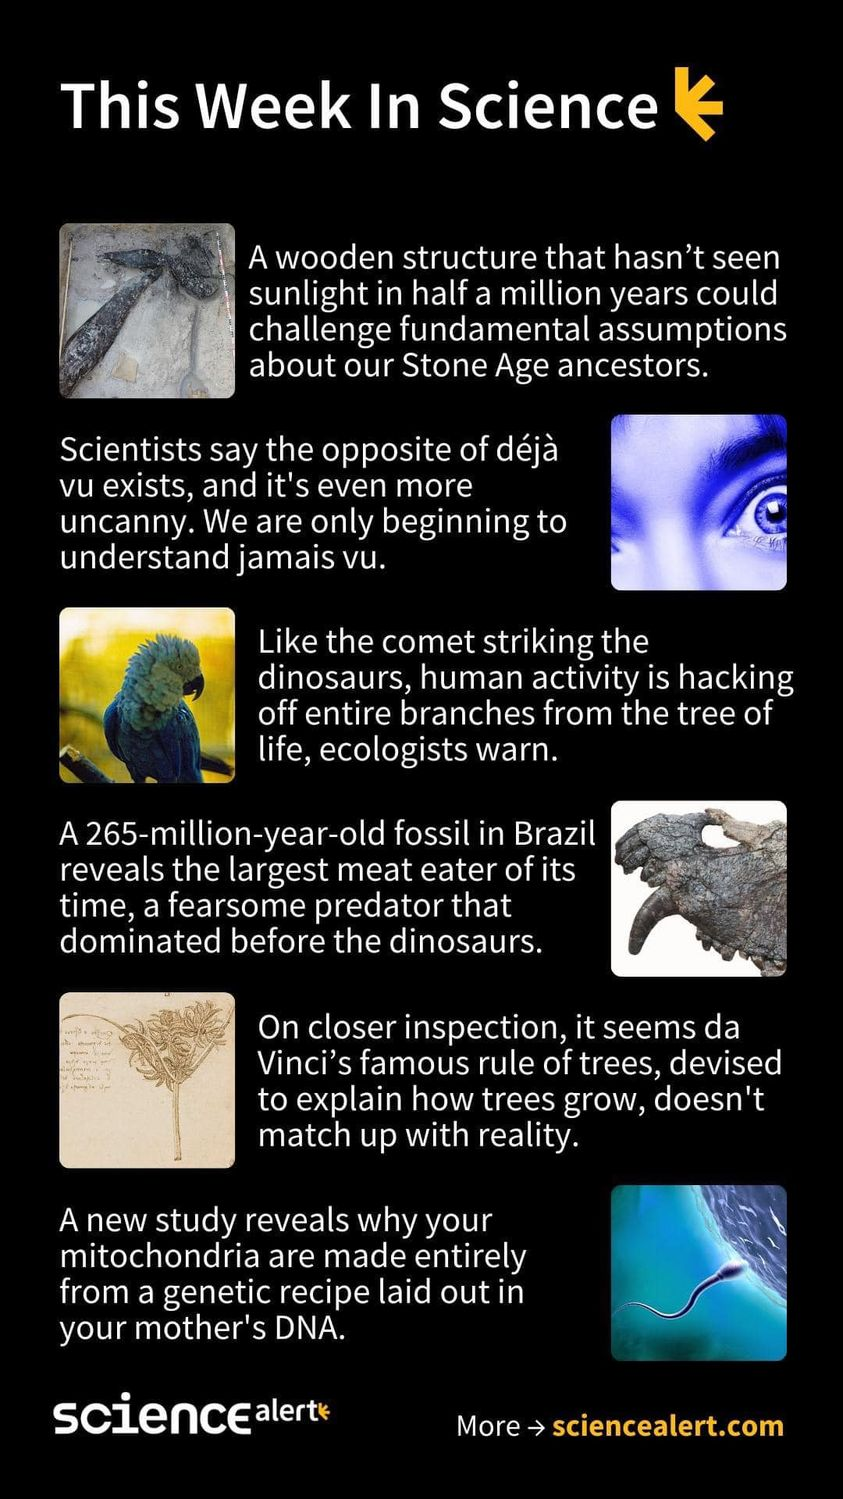 This Week In Science
A wooden structure that hasn’t seen
sunlight in half a million years could
challenge fundamental assumptions
about our Stone Age ancestors.
Scientists say the opposite of déjà
vu exists, and it's even more
uncanny. We are only beginning to
understand jamais vu.
Like the comet striking the
dinosaurs, human activity is hacking
off entire branches from the tree of
life, ecologists warn.
A 265-million-year-old fossil in Brazil
reveals the largest meat eater of its
time, a fearsome predator that
dominated before the dinosaurs.
On closer inspection, it seems da
Vinci’s famous rule of trees, devised
to explain how trees grow, doesn't
match up with reality.
A new study reveals why your
mitochondria are made entirely
from a genetic recipe laid out in
your mother's DNA.
science alert
More → sciencealert.com